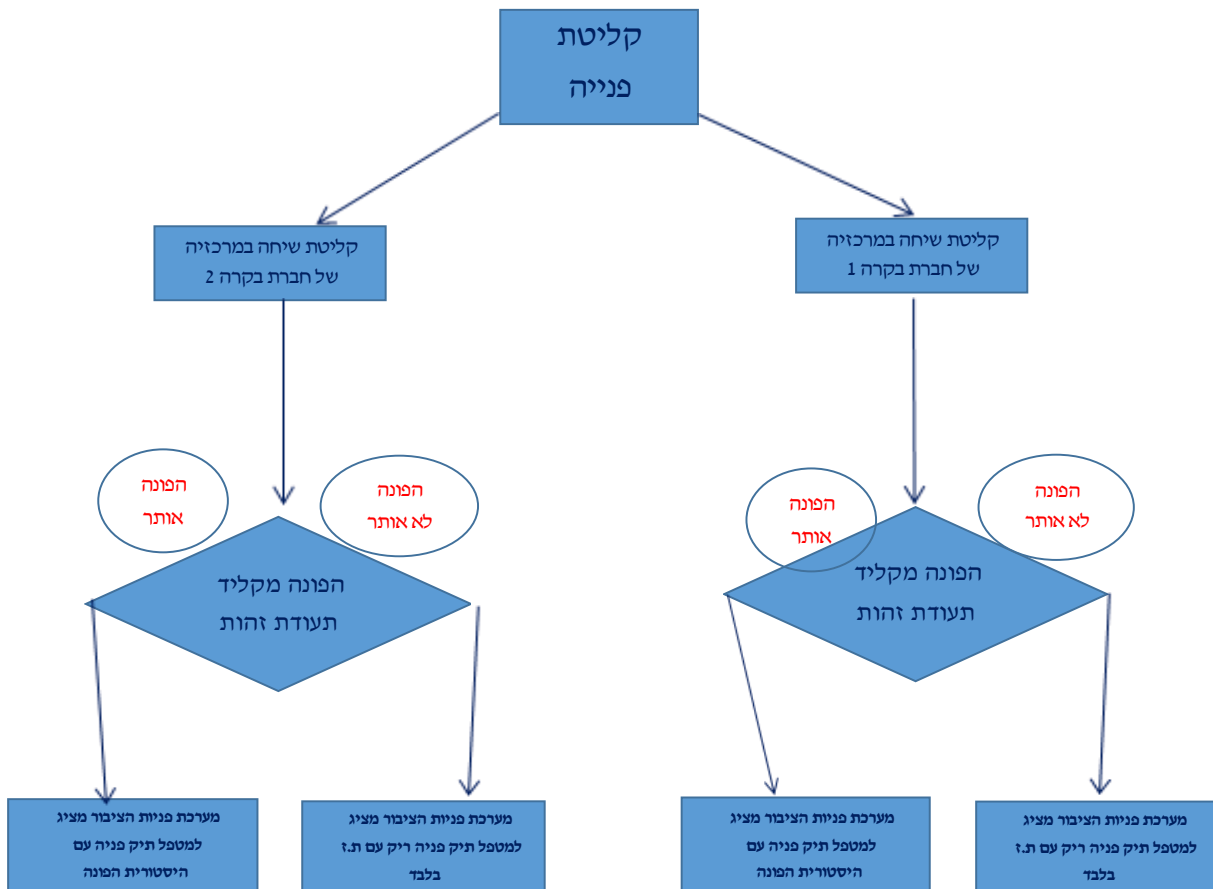 קליטת
פנייה
קליטת שיחה במרכזיה
של חברת בקרה 1
קליטת שיחה במרכזיה
של חברת בקרה 2
הפונה
לא אותר
הפונה
אותר
הפונה
לא אותר
הפונה
אותר
הפונה מקליד
תעודת זהות
הפונה מקליד
תעודת זהות
מערכת פניות הציבור מציג
למטפל תיק פניה ריק עם ת.ז
בלבד
מערכת פניות הציבור מציג
למטפל תיק פניה עם
היסטורית הפונה
מערכת פניות הציבור מציג
למטפל תיק פניה ריק עם ת.ז
בלבד
מערכת פניות הציבור מציג
למטפל תיק פניה עם
היסטורית הפונה